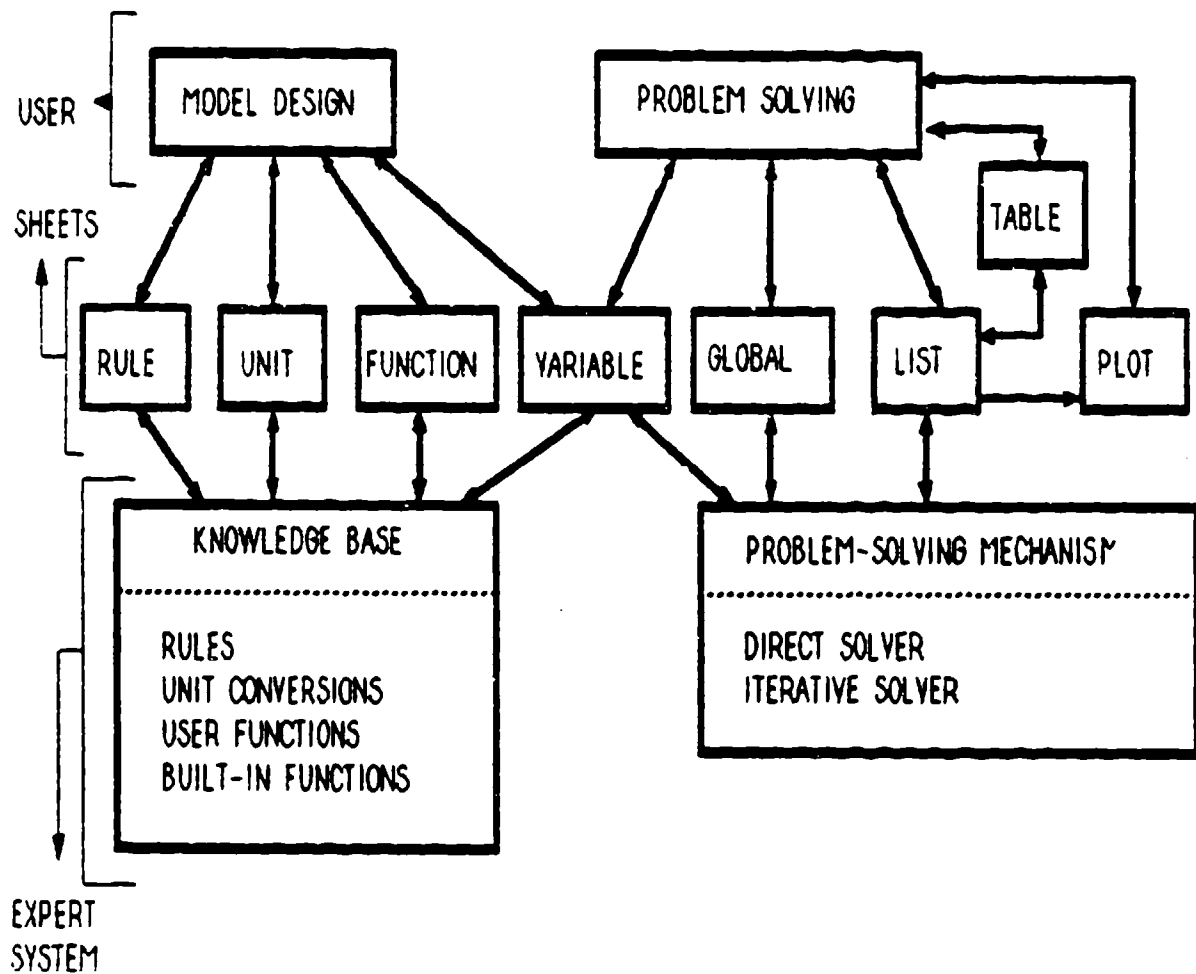 USER
MODEL DESIGN
PROBLEM SOLVING
SHEETS
TABLE
RULE
UNIT
FUNCTION
VARIABLE
GLOBAL
LIST
PLOT
KNOWLEDGE BASE
RULES
UNIT CONVERSIONS
USER FUNCTIONS
BUILT-IN FUNCTIONS
PROBLEM-SOLVING MECHANISM
DIRECT SOLVER
ITERATIVE SOLVER
EXPERT
SYSTEM